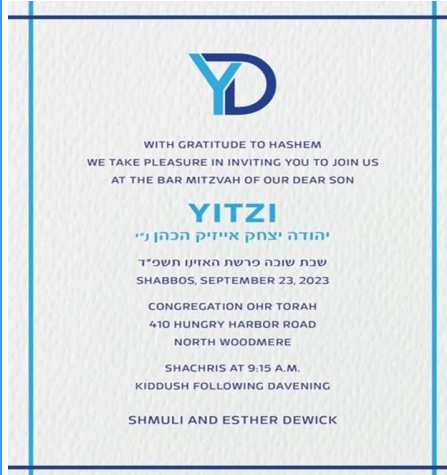 YD
WITH GRATITUDE TO HASHEM
WE TAKE PLEASURE IN INVITING YOU TO JOIN US
AT THE BAR MITZVAH OF OUR DEAR SON
YITZI
יהודה יצחק אייזיק הכהן ני״
שבת שובה פרשת האזינו תשפ״ד
SHABBOS, SEPTEMBER 23, 2023
CONGREGATION OHR TORAH
410 HUNGRY HARBOR ROAD
NORTH WOODMERE
SHACHRIS AT 9:15 A.M.
KIDDUSH FOLLOWING DAVENING
SHMULI AND ESTHER DEWICK